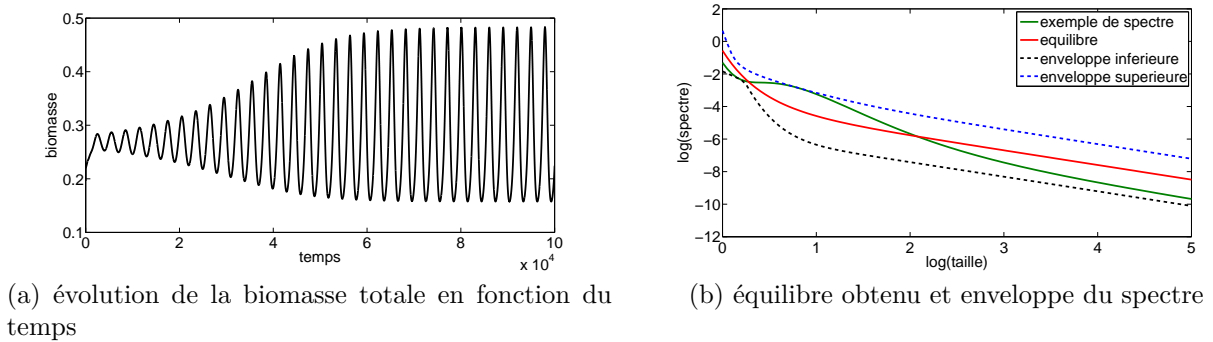 0.5
0.4
0.3
0.2
0.1
biomasse
0
2
4
6
8
10
temps
x 10^4
(a) évolution de la biomasse totale en fonction du
temps
2
0
−2
−4
−6
−8
−10
−12
log(spectre)
exemple de spectre
equilibre
enveloppe inferieure
enveloppe superieure
0
1
2
3
4
5
log(taille)
(b) équilibre obtenu et enveloppe du spectre